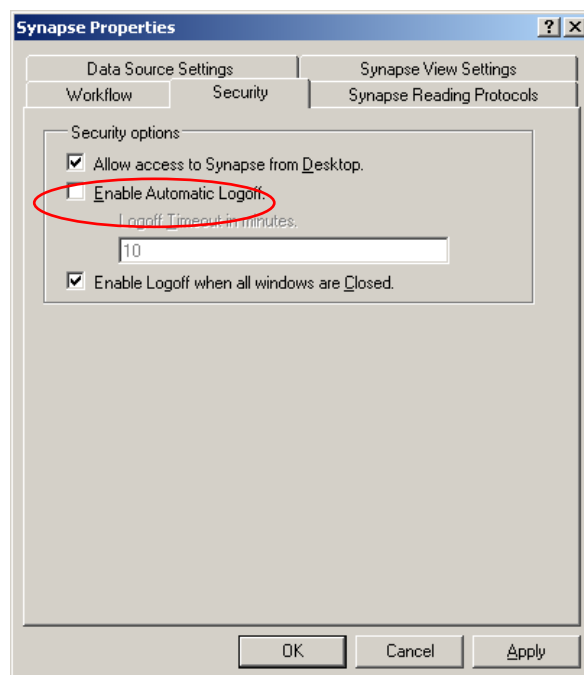 Synapse Properties
Data Source Settings
Synapse View Settings
Workflow
Security
Synapse Reading Protocols
Security options
Allow access to Synapse from Desktop.
Enable Automatic Logoff.
Logoff Timeout in minutes.
10
Enable Logoff when all windows are Closed.
OK
Cancel
Apply